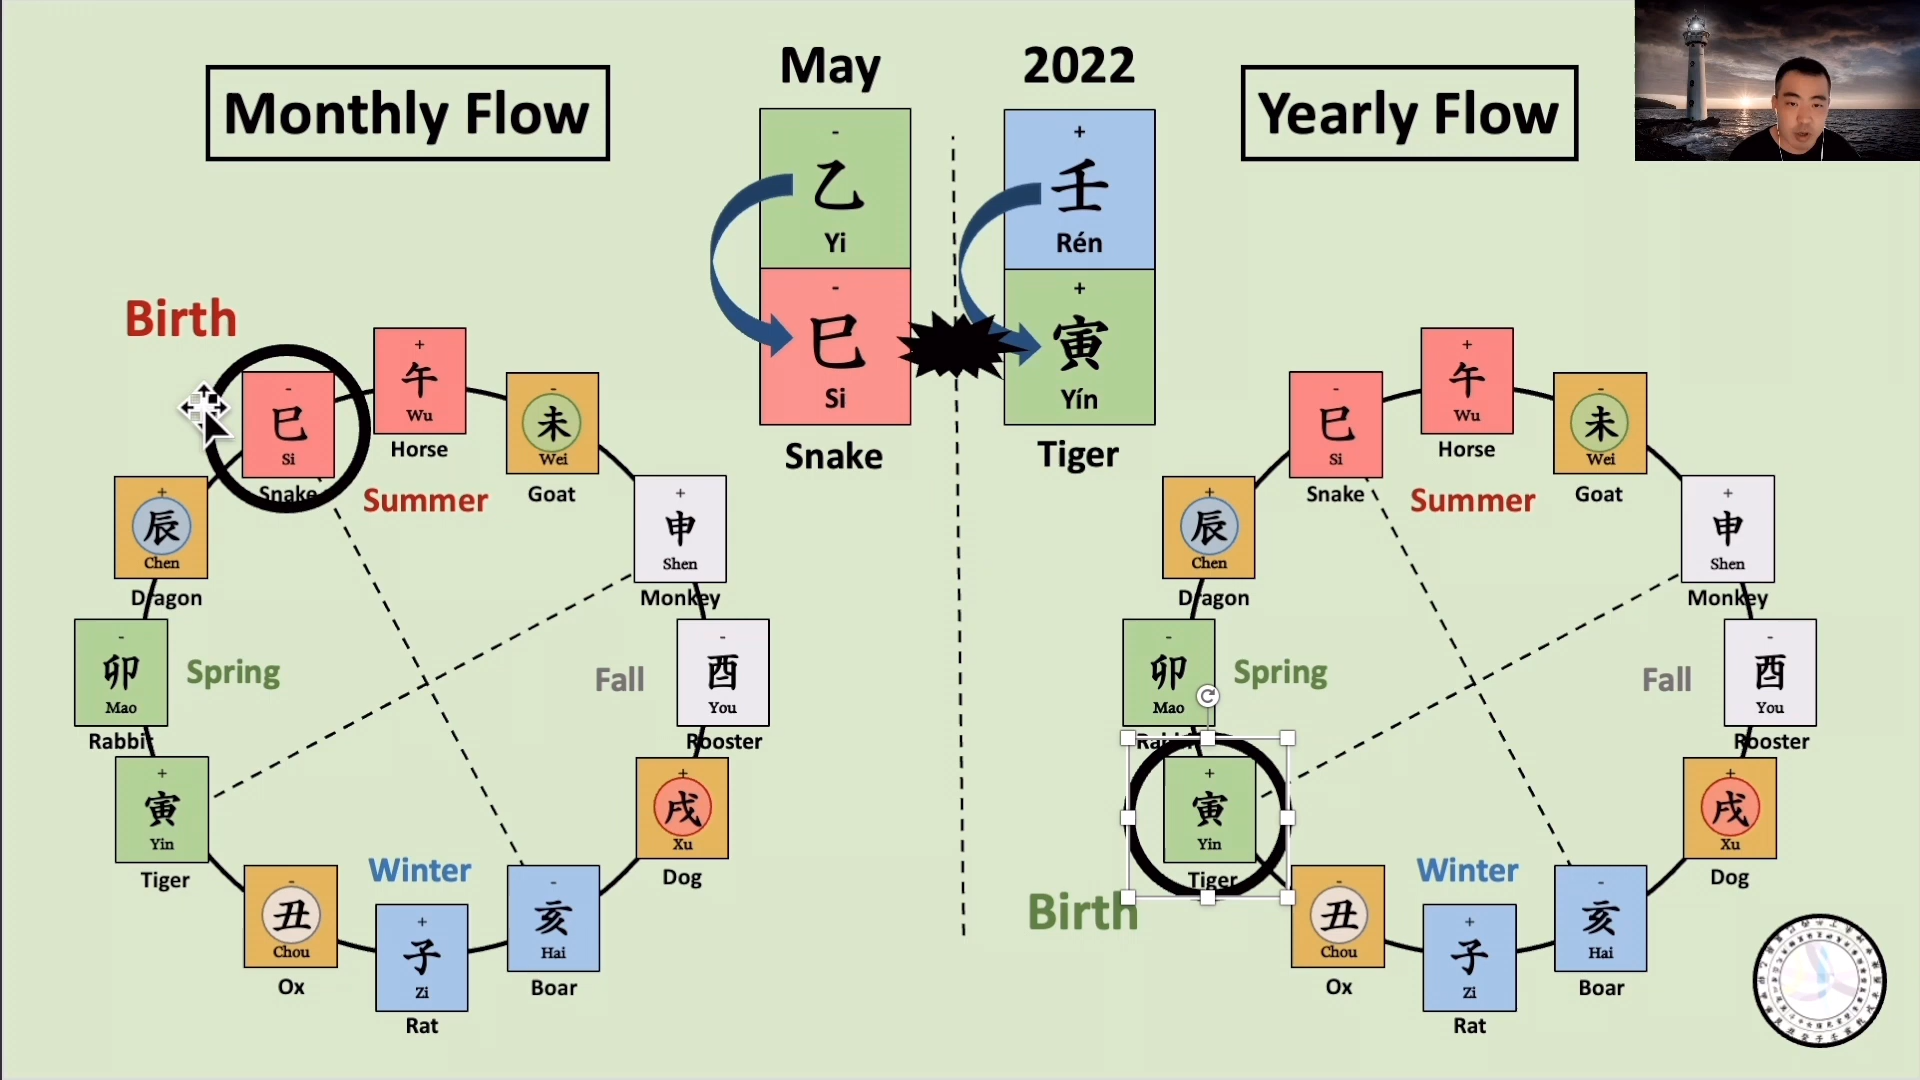 Monthly Flow
May
2022
Yearly Flow
-
乙
Yi
-
巳
Si
Snake
+
壬
Rén
+
寅
Yín
Tiger
Birth
-
巳
Si
Snake
+
午
Wu
Horse
-
未
Wei
Goat
+
申
Shen
Monkey
-
酉
You
Rooster
+
戌
Xu
Dog
-
亥
Hai
Boar
+
子
Zi
Rat
-
丑
Chou
Ox
+
寅
Yin
Tiger
-
卯
Mao
Rabbit
+
辰
Chen
Dragon
Summer
Spring
Fall
Winter
-
巳
Si
Snake
+
午
Wu
Horse
-
未
Wei
Goat
+
申
Shen
Monkey
-
酉
You
Rooster
+
戌
Xu
Dog
-
亥
Hai
Boar
+
子
Zi
Rat
-
丑
Chou
Ox
+
寅
Yin
Tiger
Birth
-
卯
Mao
Rabbit
+
辰
Chen
Dragon
Summer
Spring
Fall
Winter